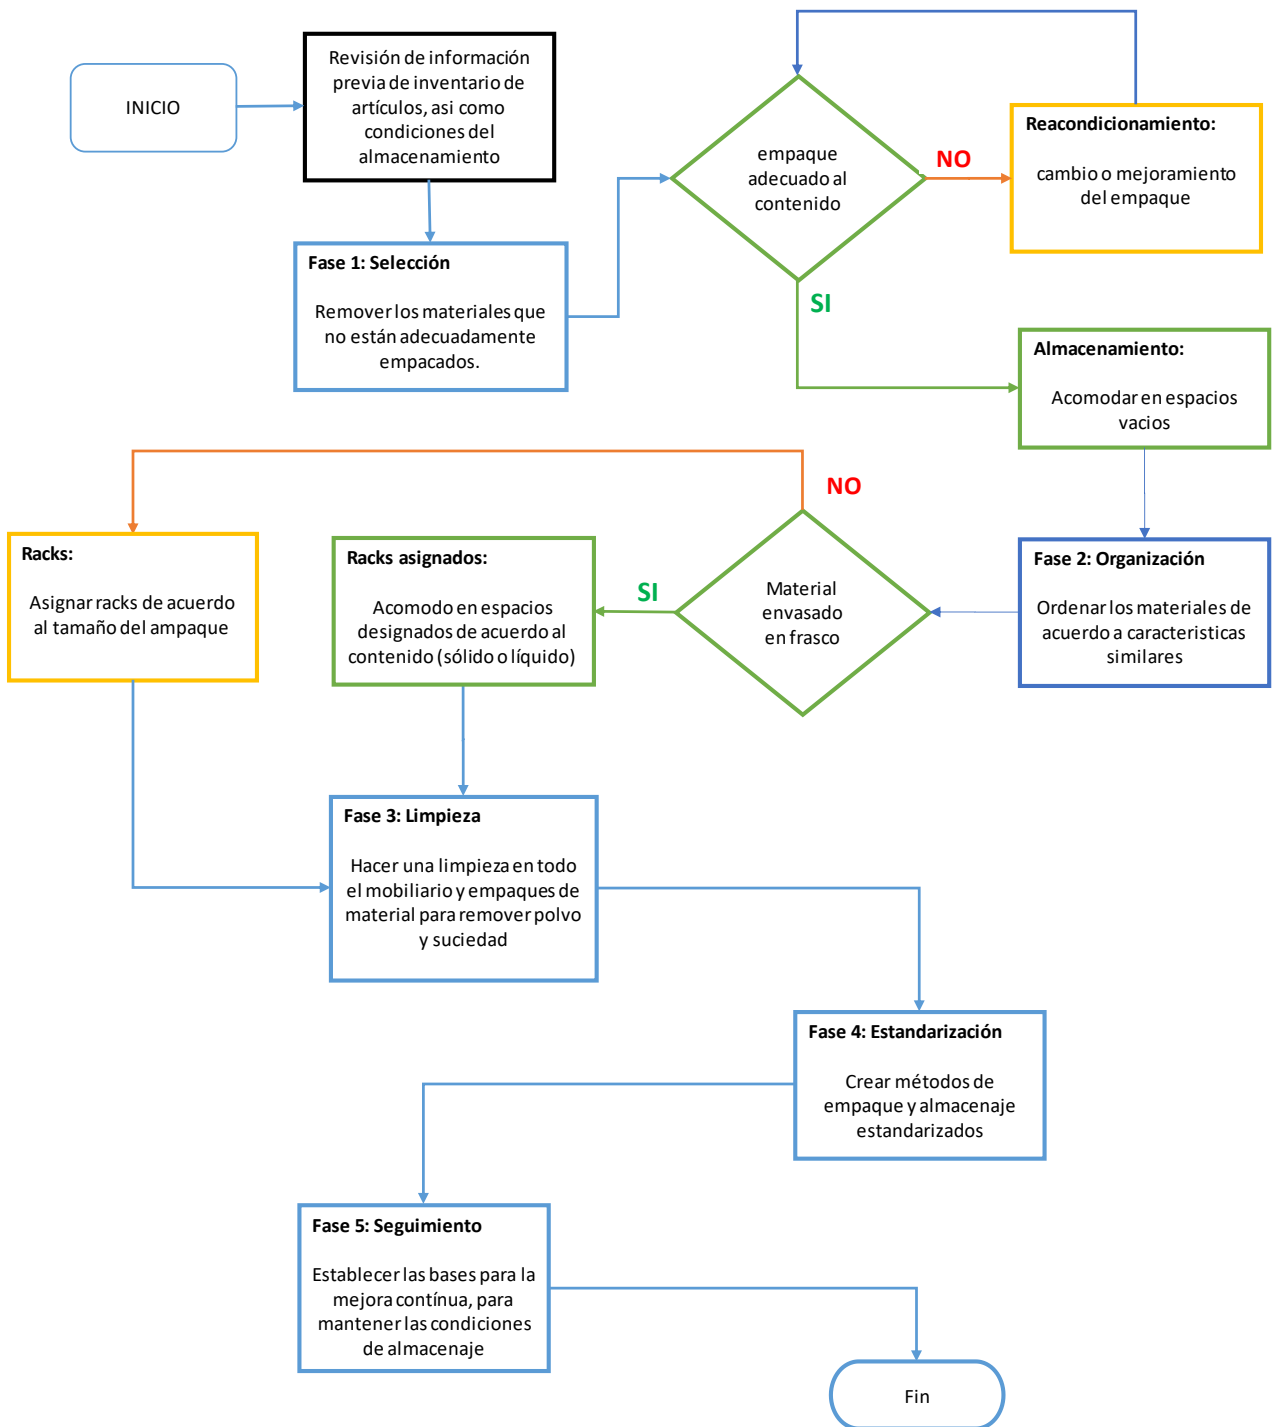 INICIO
Revisión de información
previa de inventario de
artículos, asi como
condiciones del
almacenamiento
Fase 1: Selección
Remover los materiales que
no están adecuadamente
empacados.
empaque
adecuado al
contenido
NO
Reacondicionamiento:
cambio o mejoramiento
del empaque
SI
Almacenamiento:
Acomodar en espacios
vacios
Fase 2: Organización
Ordenar los materiales de
acuerdo a caracteristicas
similares
Material
envasado
en frasco
NO
SI
Racks asignados:
Acomodo en espacios
designados de acuerdo al
contenido (sólido o líquido)
Racks:
Asignar racks de acuerdo
al tamaño del ampaque
Fase 3: Limpieza
Hacer una limpieza en todo
el mobiliario y empaques de
material para remover polvo
y suciedad
Fase 4: Estandarización
Crear métodos de
empaque y almacenaje
estandarizados
Fase 5: Seguimiento
Establecer las bases para la
mejora contínua, para
mantener las condiciones
de almacenaje
Fin